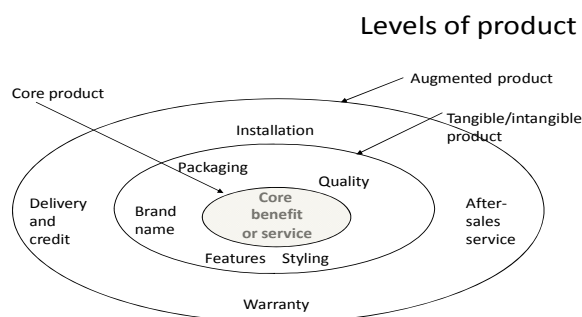 Levels of product
Augmented product
Core product
Tangible/intangible
product
Installation
Packaging
Quality
Core
benefit
or service
Delivery
and
credit
Brand
name
After-
sales
service
Features Styling
Warranty